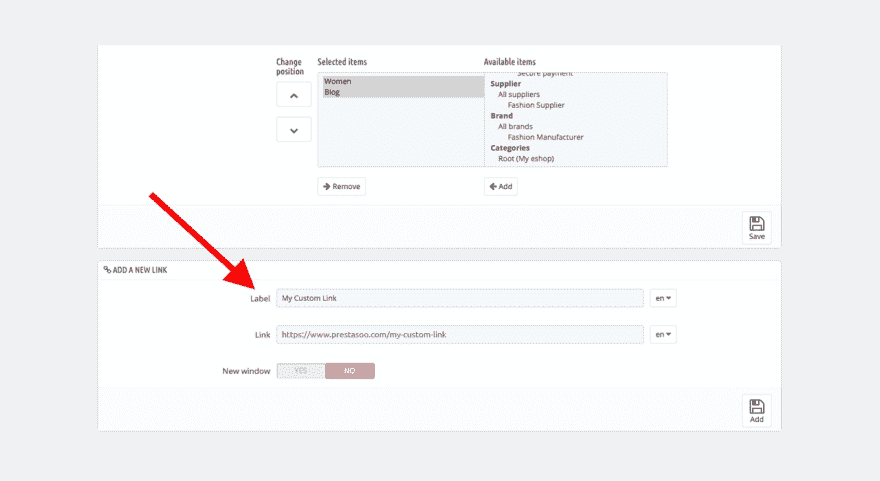 Change position
Selected items
Available items
Women
Blog
Secure payment
Supplier
All suppliers
Fashion Supplier
Brand
All brands
Fashion Manufacturer
Categories
Root (My eshop)
Remove
Add
Save
ADD A NEW LINK
Label
My Custom Link
en
Link
https://www.prestasoo.com/my-custom-link
en
New window
YES
NO
Add